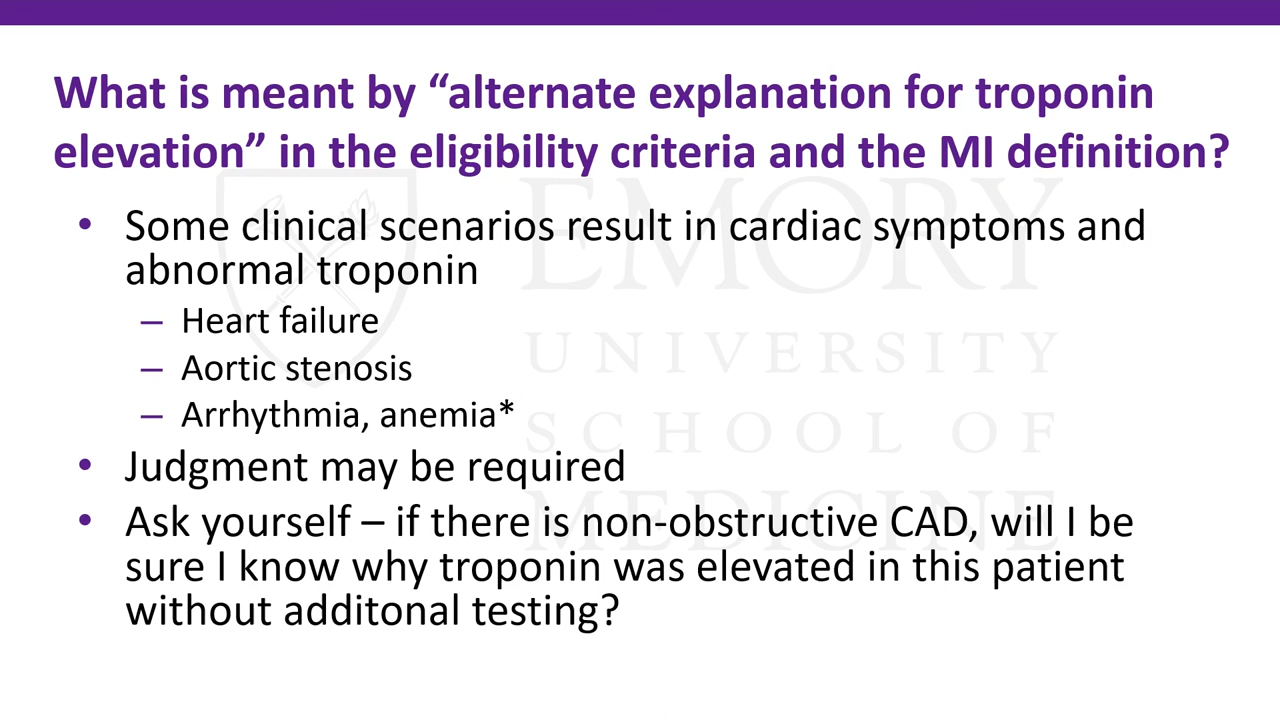 What is meant by “alternate explanation for troponin
elevation” in the eligibility criteria and the MI definition?
• Some clinical scenarios result in cardiac symptoms and
abnormal troponin
– Heart failure
– Aortic stenosis
– Arrhythmia, anemia*
• Judgment may be required
• Ask yourself – if there is non-obstructive CAD, will I be
sure I know why troponin was elevated in this patient
without additonal testing?
EMORY
UNIVERSITY
SCHOOL OF
MEDICINE